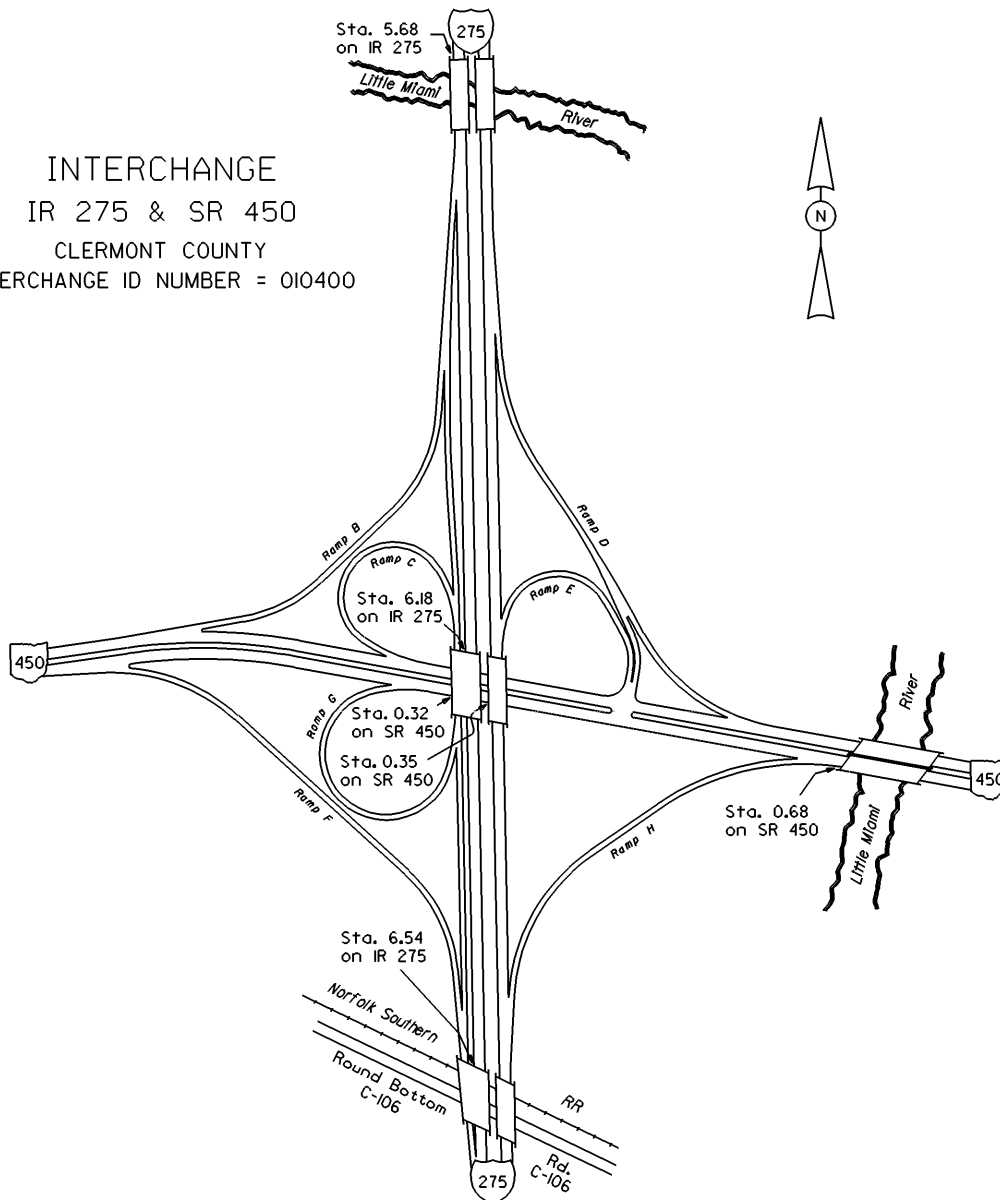 275
Sta. 5.68
on IR 275
Little Miami
River
INTERCHANGE
IR 275 & SR 450
CLERMONT COUNTY
ERCHANGE ID NUMBER = 010400
N
Ramp B
Ramp C
Ramp D
Ramp E
Sta. 6.18
on IR 275
450
River
Ramp G
Sta. 0.32
on SR 450
Sta. 0.35
on SR 450
450
Ramp F
Ramp H
Sta. 0.68
on SR 450
Little Miami
Sta. 6.54
on IR 275
Norfolk Southern
RR
Round Bottom
C-106
Rd.
C-106
275